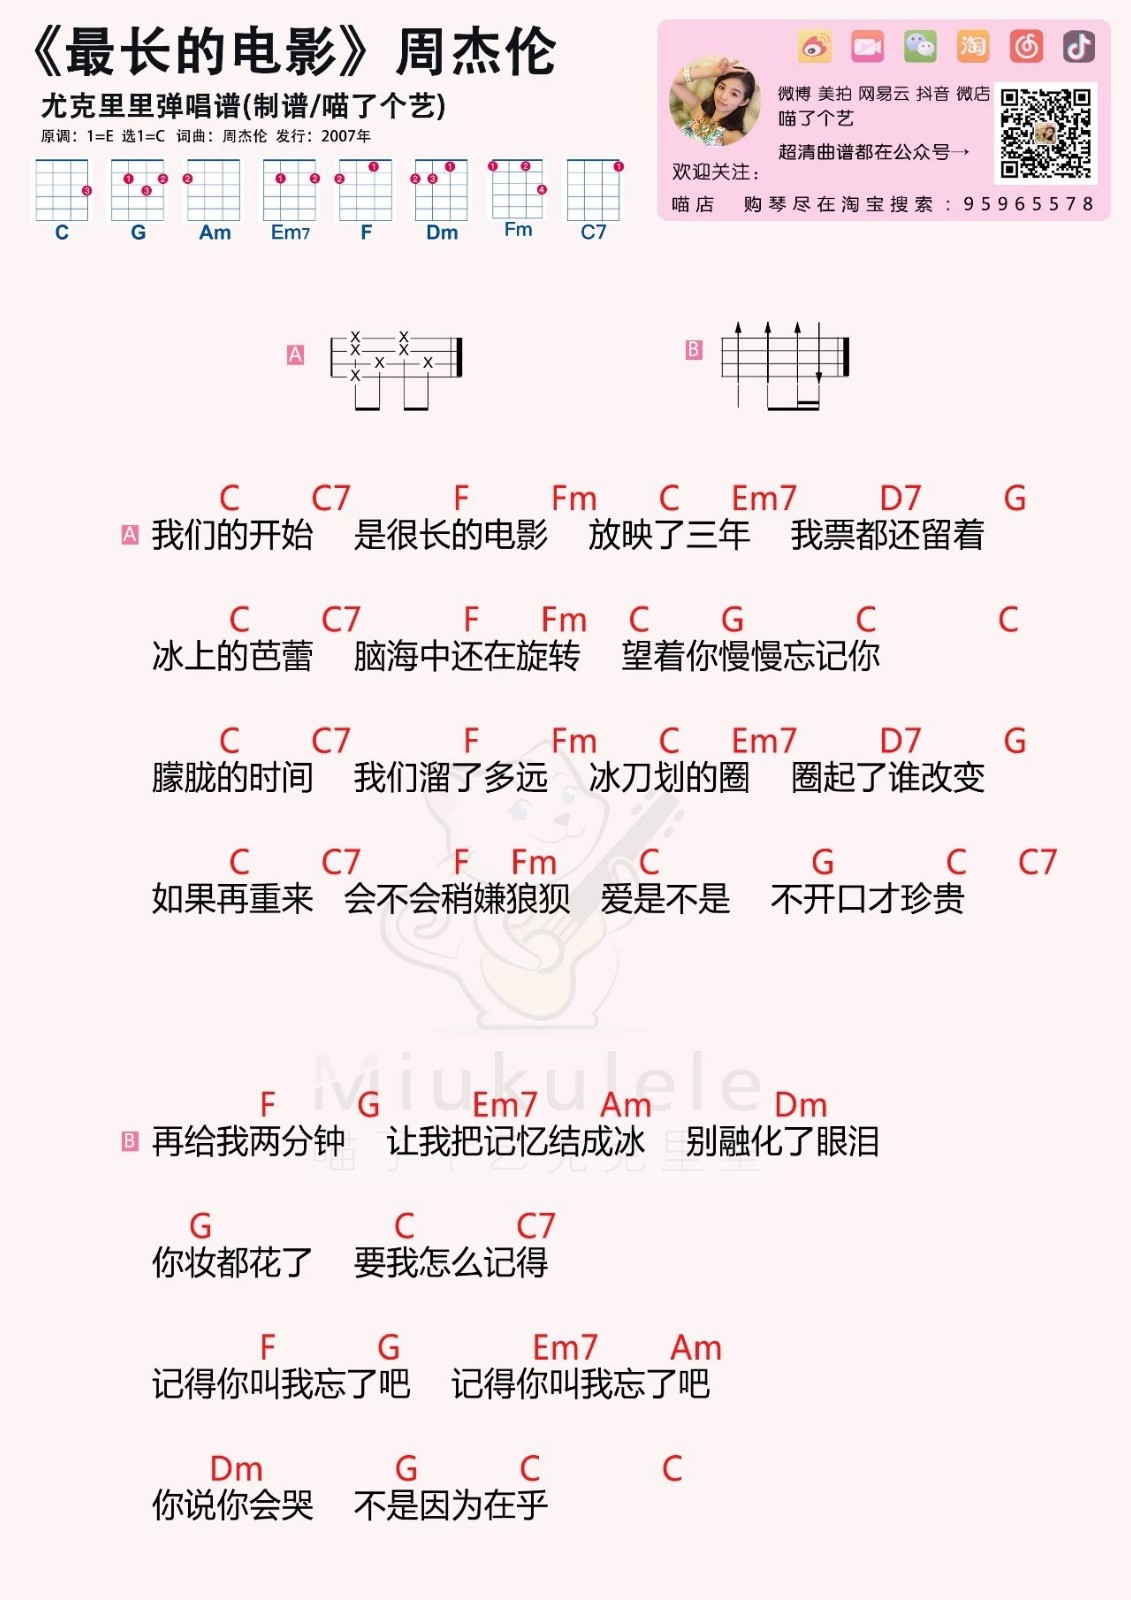 《最长的电影》周杰伦
尤克里里弹唱谱(制谱/喵了个艺)
原调：1=E 选1=C 词曲：周杰伦 发行：2007年
C G Am Em7 F Dm Fm C7
微博 美拍 网易云 抖音 微店
喵了个艺
超清曲谱都在公众号→
欢迎关注：
喵店 购琴尽在淘宝搜索：95965578
A B
C C7 F Fm C Em7 D7 G
A 我们的开始 是很长的电影 放映了三年 我票都还留着
C C7 F Fm C G C C
冰上的芭蕾 脑海中还在旋转 望着你慢慢忘记你
C C7 F Fm C Em7 D7 G
朦胧的时间 我们溜了多远 冰刀划的圈 圈起了谁改变
C C7 F Fm C G C C7
如果再重来 会不会稍嫌狼狈 爱是不是 不开口才珍贵
Miukulele
F G Em7 Am Dm
B 再给我两分钟 让我把记忆结成冰 别融化了眼泪
喵了个艺尤克里里
G C C7
你妆都花了 要我怎么记得
F G Em7 Am
记得你叫我忘了吧 记得你叫我忘了吧
Dm G C C
你说你会哭 不是因为在乎